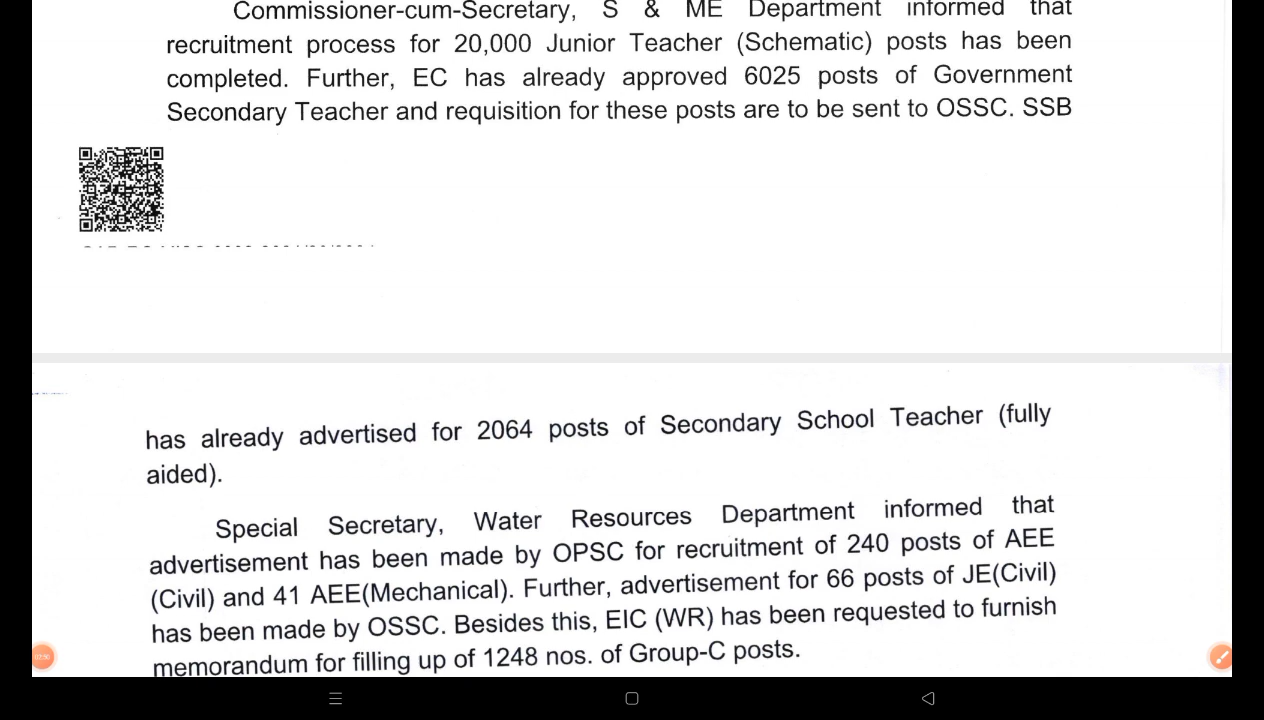 Commissioner-cum-Secretary, S & ME Department informed that
recruitment process for 20,000 Junior Teacher (Schematic) posts has been
completed. Further, EC has already approved 6025 posts of Government
Secondary Teacher and requisition for these posts are to be sent to OSSC. SSB
has already advertised for 2064 posts of Secondary School Teacher (fully
aided).
Special Secretary, Water Resources Department informed that
advertisement has been made by OPSC for recruitment of 240 posts of AEE
(Civil) and 41 AEE(Mechanical). Further, advertisement for 66 posts of JE(Civil)
has been made by OSSC. Besides this, EIC (WR) has been requested to furnish
memorandum for filling up of 1248 nos. of Group-C posts.